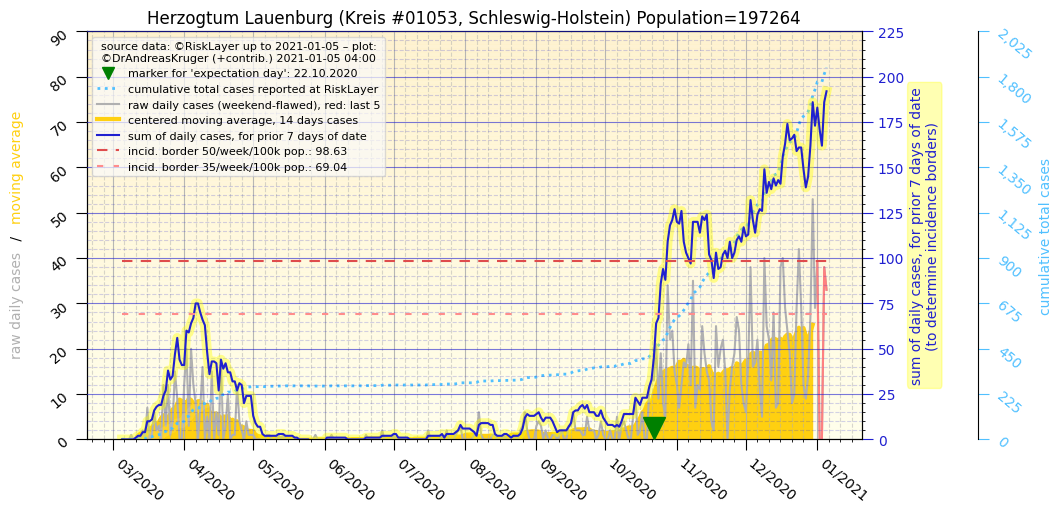 Herzogtum Lauenburg (Kreis #01053, Schleswig-Holstein) Population=197264
source data: ©RiskLayer up to 2021-01-05 – plot:
©DrAndreasKruger (+contrib.) 2021-01-05 04:00
marker for 'expectation day': 22.10.2020
cumulative total cases reported at RiskLayer
raw daily cases (weekend-flawed), red: last 5
centered moving average, 14 days cases
sum of daily cases, for prior 7 days of date
incid. border 50/week/100k pop.: 98.63
incid. border 35/week/100k pop.: 69.04
raw daily cases / moving average
90
80
70
60
50
40
30
20
10
0
225
200
175
150
125
100
75
50
25
0
sum of daily cases, for prior 7 days of date
(to determine incidence borders)
2,025
1,800
1,575
1,350
1,125
900
675
450
225
0
cumulative total cases
03/2020
04/2020
05/2020
06/2020
07/2020
08/2020
09/2020
10/2020
11/2020
12/2020
01/2021